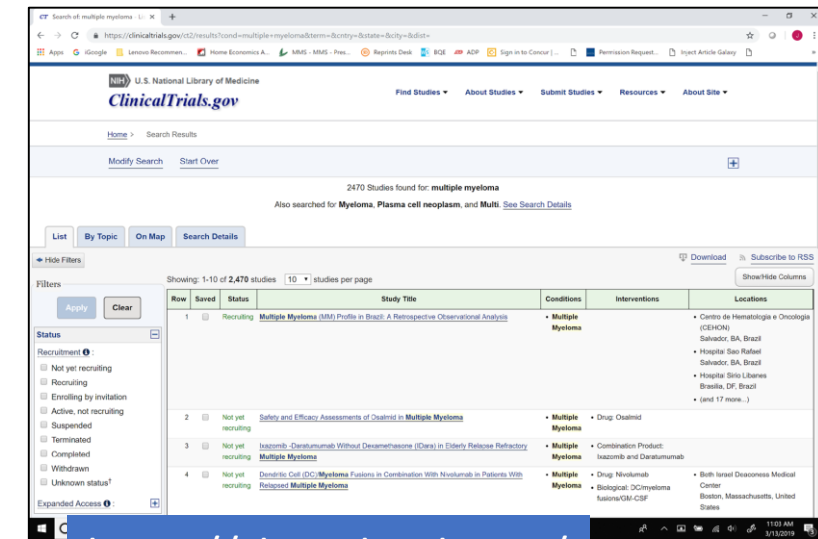 CT Search of: multiple myeloma - Li
https://clinicaltrials.gov/ct2/results?cond=multiple+myeloma&term=&cntry=&state=&city=&dist=
Apps iGoogle Lenovo Recommen... Home Economics A... MMS - MMS - Pres... Reprints Desk BQE ADP Sign in to Concur | ... Permission Request... Inject Article Galaxy
NIH U.S. National Library of Medicine
ClinicalTrials.gov
Find Studies About Studies Submit Studies Resources About Site
Home > Search Results
Modify Search Start Over
2470 Studies found for: multiple myeloma
Also searched for Myeloma, Plasma cell neoplasm, and Multi. See Search Details
List By Topic On Map Search Details
Hide Filters
Download Subscribe to RSS
Filters
Showing: 1-10 of 2,470 studies 10 studies per page
Show/Hide Columns
Apply Clear
Row Saved Status Study Title Conditions Interventions Locations
1 Recruiting Multiple Myeloma (MM) Profile in Brazil: A Retrospective Observational Analysis
• Multiple Myeloma
• Centro de Hematologia e Oncologia
(CEHON)
Salvador, BA, Brazil
• Hospital Sao Rafael
Salvador, BA, Brazil
• Hospital Sirio Libanes
Brasilia, DF, Brazil
• (and 17 more...)
Status
Recruitment :
Not yet recruiting
Recruiting
Enrolling by invitation
Active, not recruiting
Suspended
Terminated
Completed
Withdrawn
Unknown status†
Expanded Access :
2 Not yet recruiting Safety and Efficacy Assessments of Osalmid in Multiple Myeloma
• Multiple Myeloma
• Drug: Osalmid
3 Not yet recruiting Ixazomib -Daratumumab Without Dexamethasone (IDara) in Elderly Relapse Refractory
Multiple Myeloma
• Multiple Myeloma
• Combination Product:
Ixazomib and Daratumumab
4 Not yet recruiting Dendritic Cell (DC)/Myeloma Fusions in Combination With Nivolumab in Patients With
Relapsed Multiple Myeloma
• Multiple Myeloma
• Drug: Nivolumab
• Biological: DC/myeloma
fusions/GM-CSF
• Beth Israel Deaconess Medical
Center
Boston, Massachusetts, United
States
11:03 AM
3/13/2019